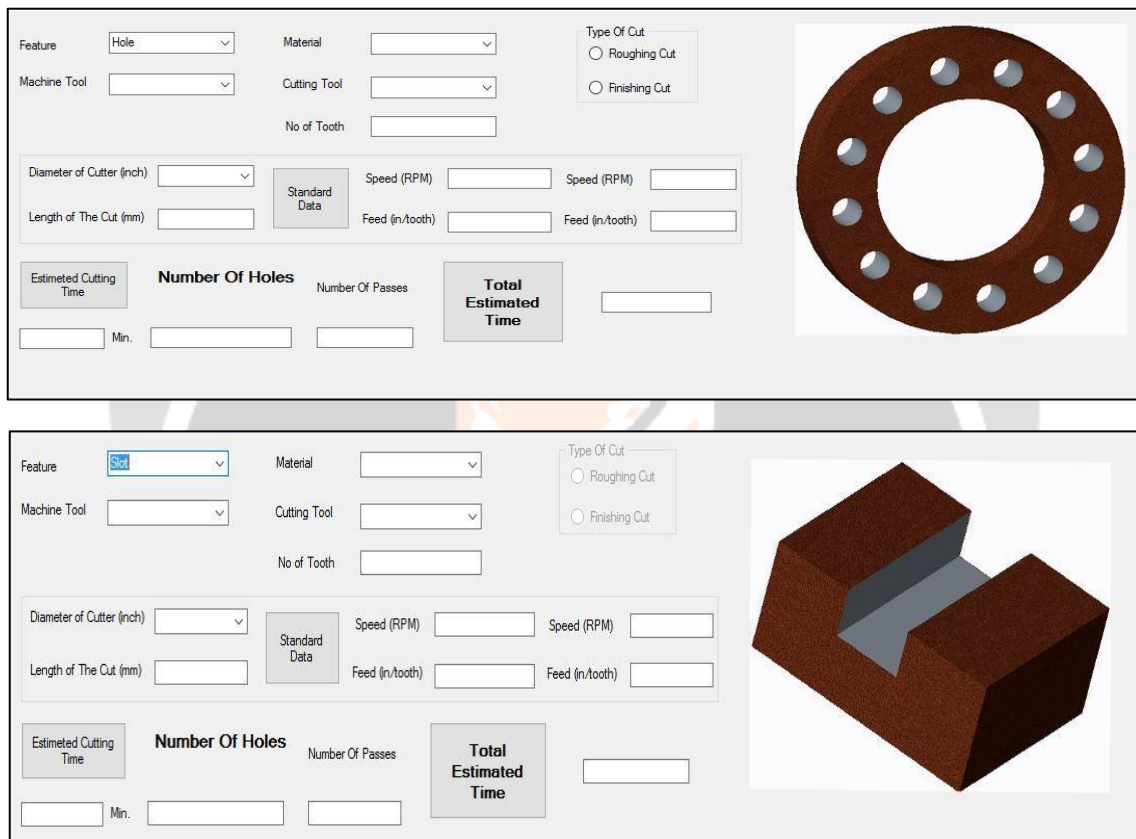 Feature Hole Material Type Of Cut
Roughing Cut
Machine Tool Cutting Tool Finishing Cut
No of Tooth
Diameter of Cutter (inch) Standard Data Speed (RPM) Speed (RPM)
Length of The Cut (mm) Feed (in/tooth) Feed (in/tooth)
Estimeted Cutting Time Number Of Holes Number Of Passes Total Estimated Time
Min.
Feature Slot Material Type Of Cut
Roughing Cut
Machine Tool Cutting Tool Finishing Cut
No of Tooth
Diameter of Cutter (inch) Standard Data Speed (RPM) Speed (RPM)
Length of The Cut (mm) Feed (in/tooth) Feed (in/tooth)
Estimeted Cutting Time Number Of Holes Number Of Passes Total Estimated Time
Min.